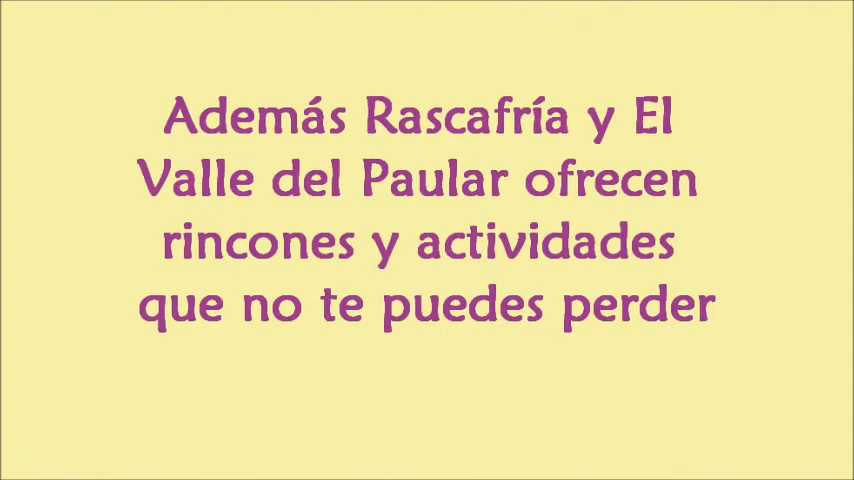 Además Rascafría y El
Valle del Paular ofrecen
rincones y actividades
que no te puedes perder